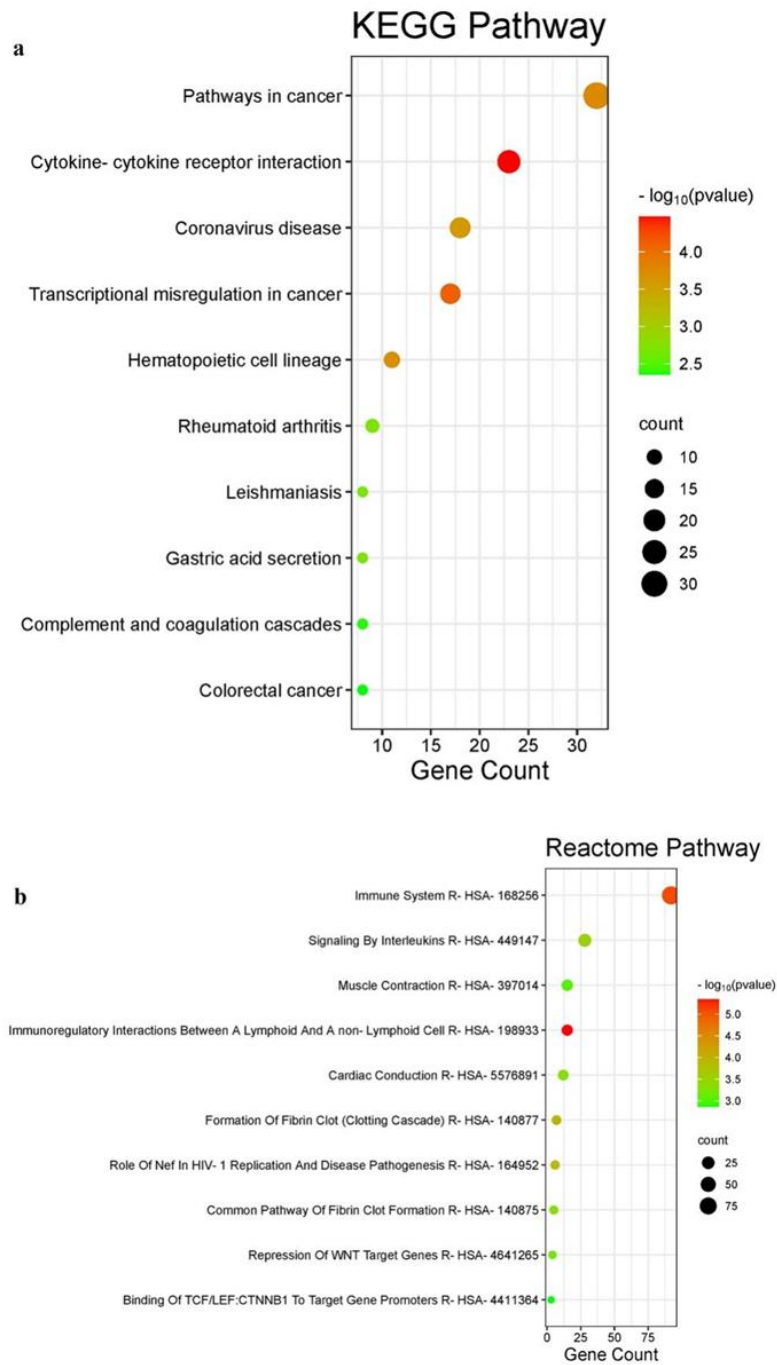 KEGG Pathway
a
Pathways in cancer
Cytokine- cytokine receptor interaction
Coronavirus disease
Transcriptional misregulation in cancer
Hematopoietic cell lineage
Rheumatoid arthritis
Leishmaniasis
Gastric acid secretion
Complement and coagulation cascades
Colorectal cancer
10 15 20 25 30
Gene Count
- log10(pvalue)
4.0
3.5
3.0
2.5
count
10
15
20
25
30
Reactome Pathway
b
Immune System R- HSA- 168256
Signaling By Interleukins R- HSA- 449147
Muscle Contraction R- HSA- 397014
Immunoregulatory Interactions Between A Lymphoid And A non- Lymphoid Cell R- HSA- 198933
Cardiac Conduction R- HSA- 5576891
Formation Of Fibrin Clot (Clotting Cascade) R- HSA- 140877
Role Of Nef In HIV- 1 Replication And Disease Pathogenesis R- HSA- 164952
Common Pathway Of Fibrin Clot Formation R- HSA- 140875
Repression Of WNT Target Genes R- HSA- 4641265
Binding Of TCF/LEF:CTNNB1 To Target Gene Promoters R- HSA- 4411364
0 25 50 75
Gene Count
- log10(pvalue)
5.0
4.5
4.0
3.5
3.0
count
25
50
75